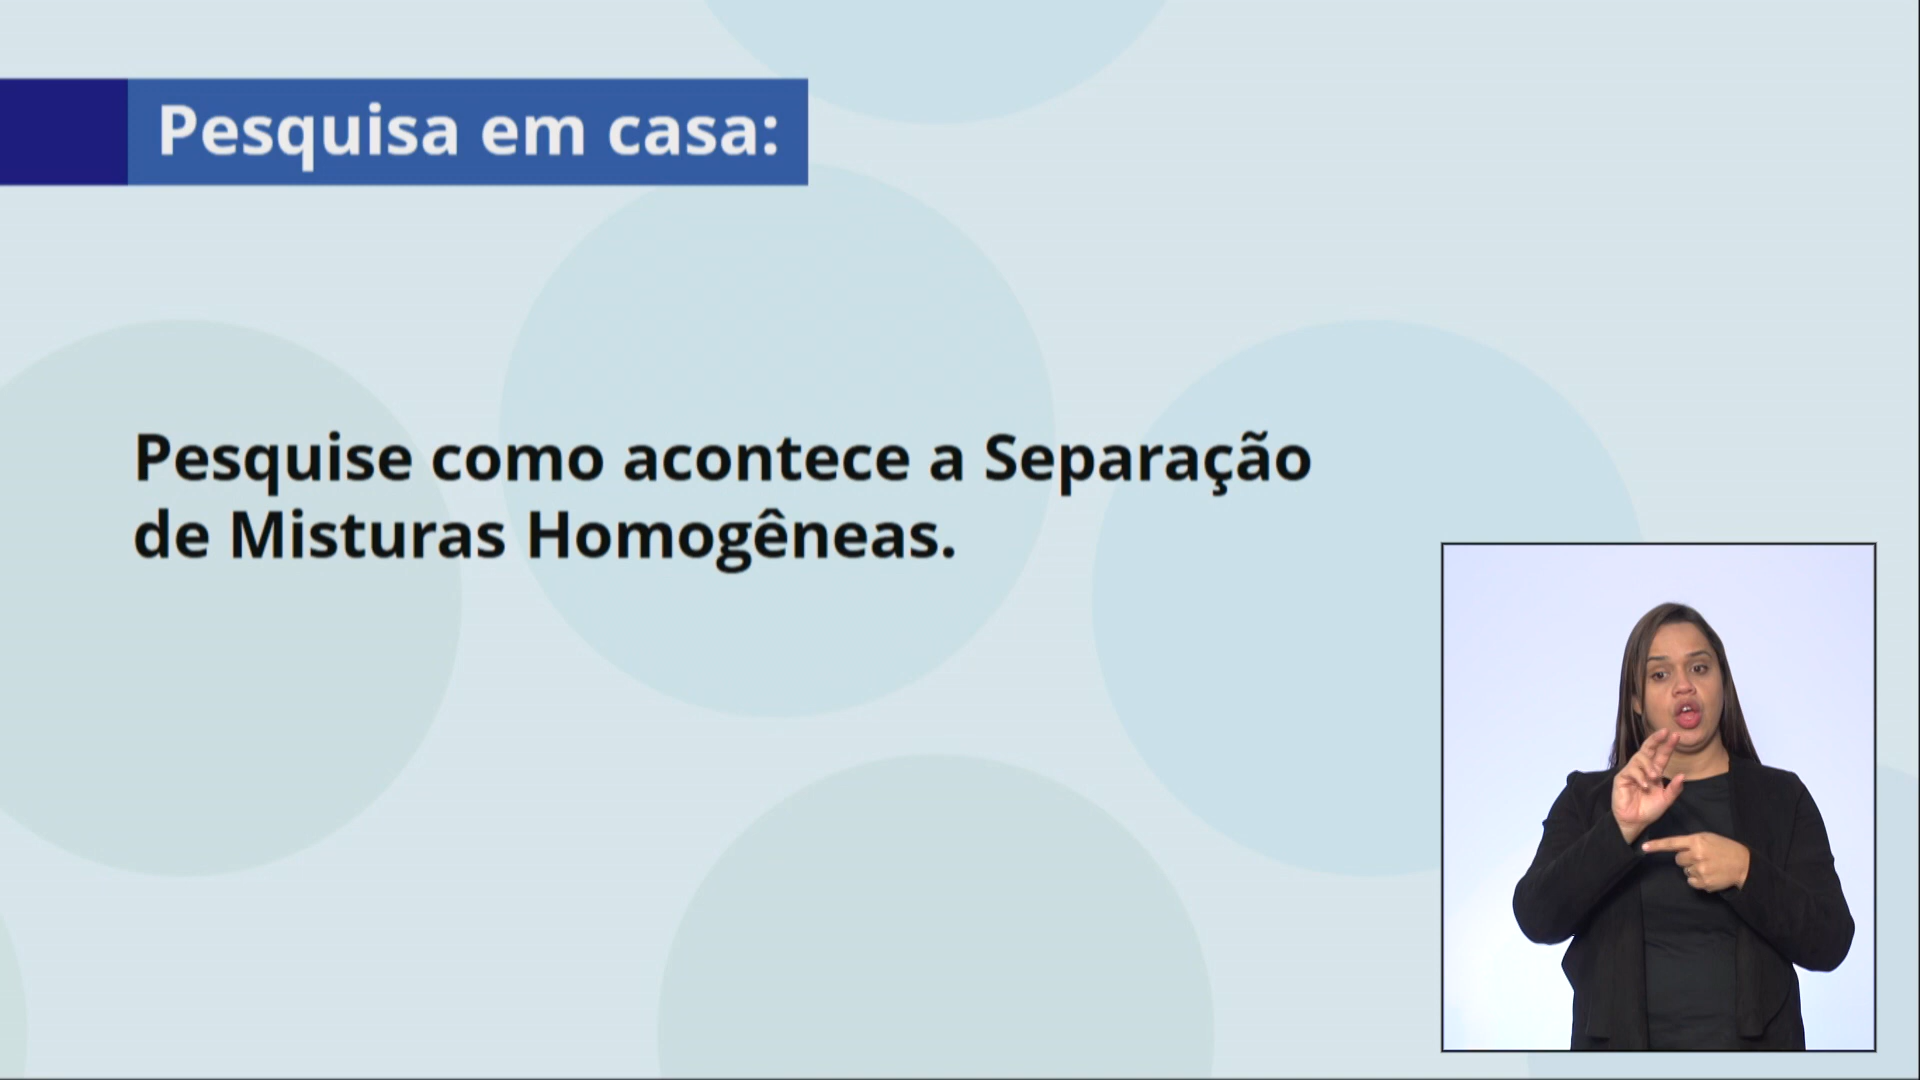 Pesquisa em casa:
Pesquise como acontece a Separação
de Misturas Homogêneas.